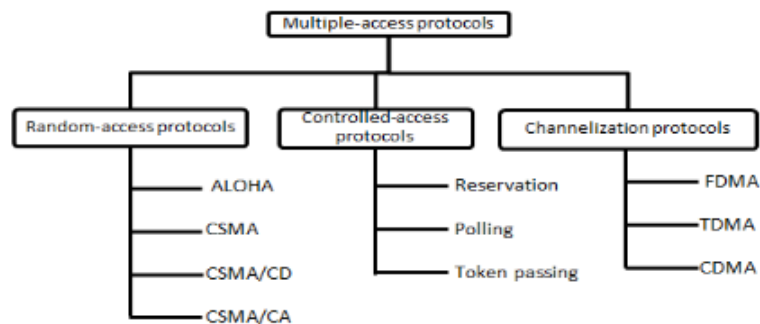 Multiple-access protocols
Random-access protocols
Controlled-access
protocols
Channelization protocols
ALOHA
CSMA
CSMA/CD
CSMA/CA
Reservation
Polling
Token passing
FDMA
TDMA
CDMA